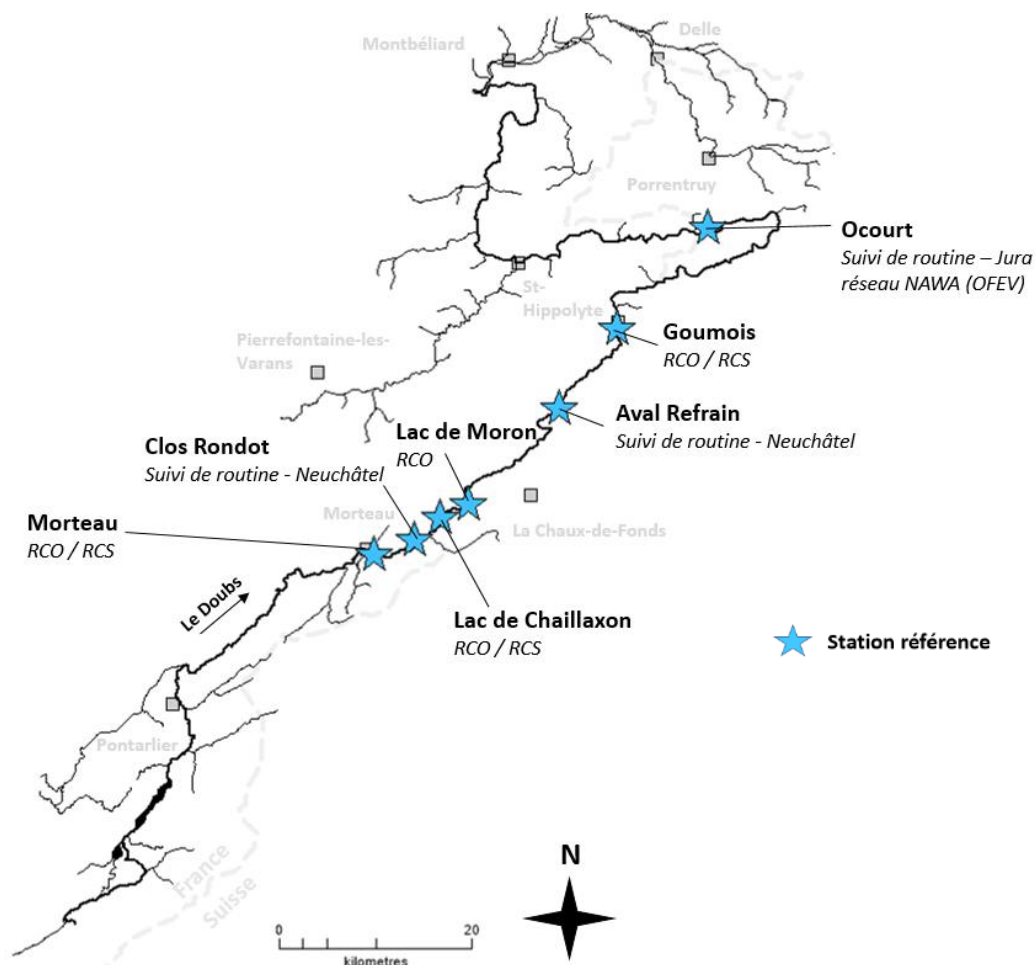 Montbéliard
Delle
Porrentruy
Ocourt
Suivi de routine – Jura
réseau NAWA (OFEV)
St-
Hippolyte
Goumois
RCO / RCS
Pierrefontaine-les-
Varans
Aval Refrain
Suivi de routine - Neuchâtel
Lac de Moron
RCO
Clos Rondot
Suivi de routine - Neuchâtel
Morteau
La Chaux-de-Fonds
Morteau
RCO / RCS
Le Doubs
Lac de Chaillaxon
RCO / RCS
Station référence
Pontarlier
France
Suisse
N
0 20
kilometres